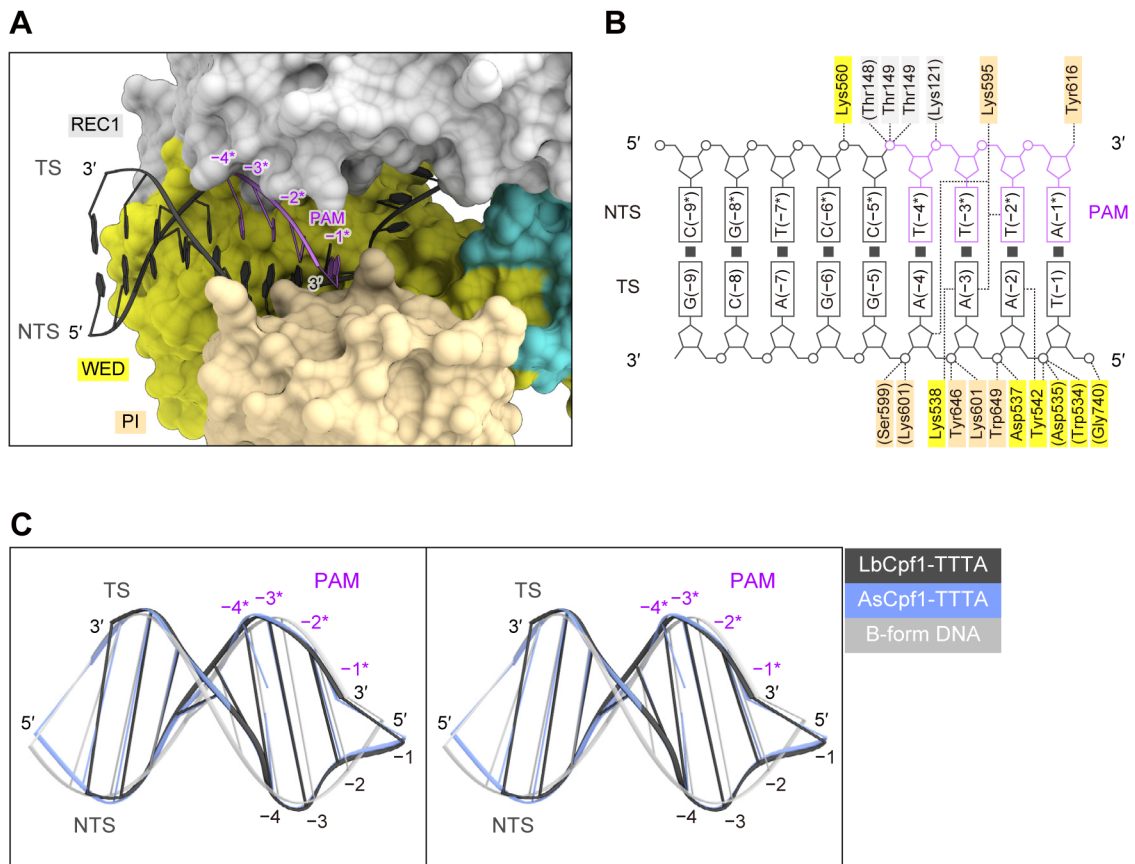 A
REC1
TS
3′
−4*
−3*
−2*
PAM
−1*
3′
NTS
5′
WED
PI
B
Lys560
(Thr148)
Thr149
Thr149
(Lys121)
Lys595
Tyr616
5′
3′
NTS
C(−9*)
G(−8*)
T(−7*)
C(−6*)
C(−5*)
T(−4*)
T(−3*)
T(−2*)
A(−1*)
PAM
TS
G(−9)
C(−8)
A(−7)
G(−6)
G(−5)
A(−4)
A(−3)
A(−2)
T(−1)
3′
5′
(Ser599)
(Lys601)
Lys538
Tyr646
Lys601
Trp649
Asp537
Tyr542
(Asp535)
(Trp534)
(Gly740)
C
TS
PAM
−4*
−3*
−2*
3′
−1*
3′
5′
5′
−1
−2
−3
−4
NTS
TS
PAM
−4*
−3*
−2*
3′
−1*
3′
5′
5′
−1
−2
−3
−4
NTS
LbCpf1-TTTA
AsCpf1-TTTA
B-form DNA